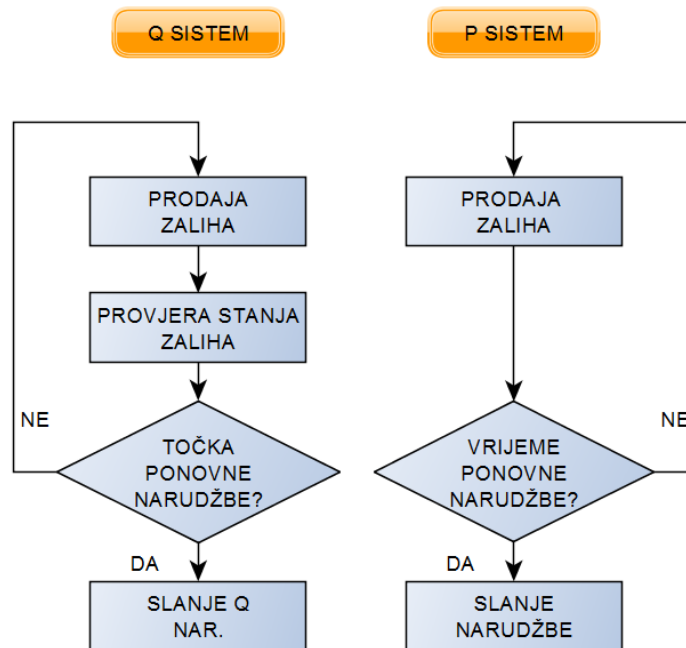 Q SISTEM
P SISTEM
PRODAJA
ZALIHA
PRODAJA
ZALIHA
PROVJERA STANJA
ZALIHA
NE
NE
TOČKA
PONOVNE
NARUDŽBE?
VRIJEME
PONOVNE
NARUDŽBE?
DA
DA
SLANJE Q
NAR.
SLANJE
NARUDŽBE